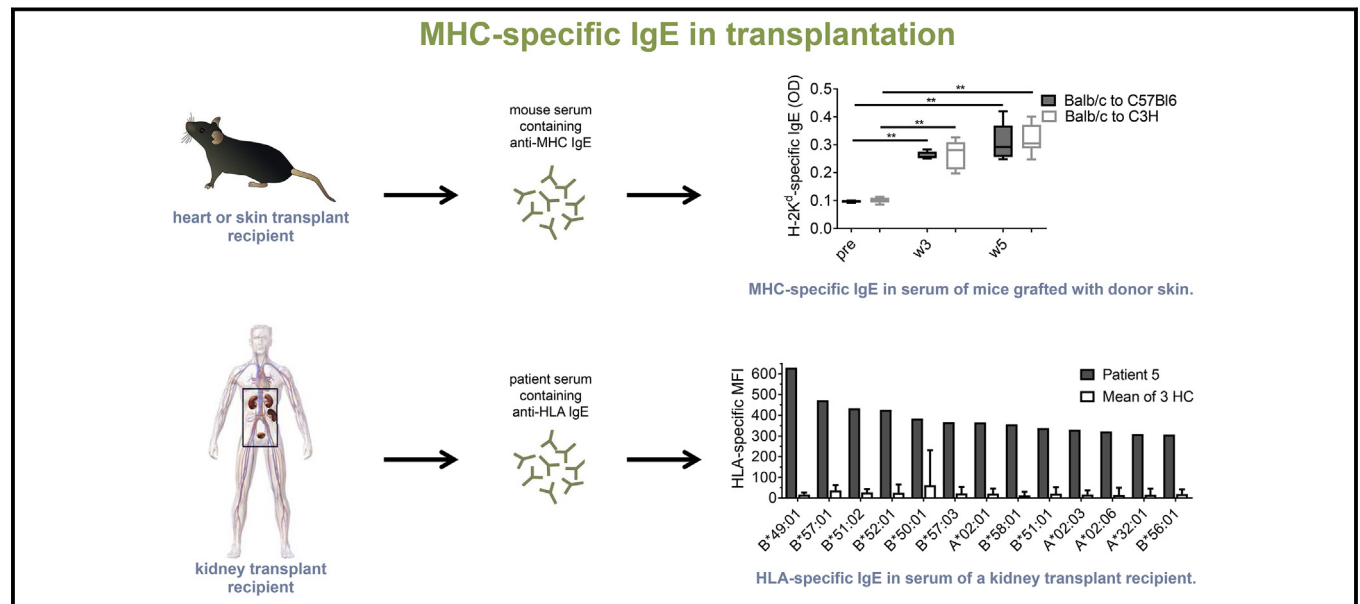 MHC-specific IgE in transplantation
heart or skin transplant
recipient
mouse serum
containing
anti-MHC IgE
H-2Kᵈ-specific IgE (OD)
0.5
0.4
0.3
0.2
0.1
0.0
**
**
**
**
Balb/c to C57Bl6
Balb/c to C3H
pre
w3
w5
MHC-specific IgE in serum of mice grafted with donor skin.
kidney transplant
recipient
patient serum
containing
anti-HLA IgE
HLA-specific MFI
600
500
400
300
200
100
0
Patient 5
Mean of 3 HC
B*49:01
B*57:01
B*51:02
B*52:01
B*50:01
B*57:03
A*02:01
B*58:01
B*51:01
A*02:03
A*02:06
A*32:01
B*56:01
HLA-specific IgE in serum of a kidney transplant recipient.